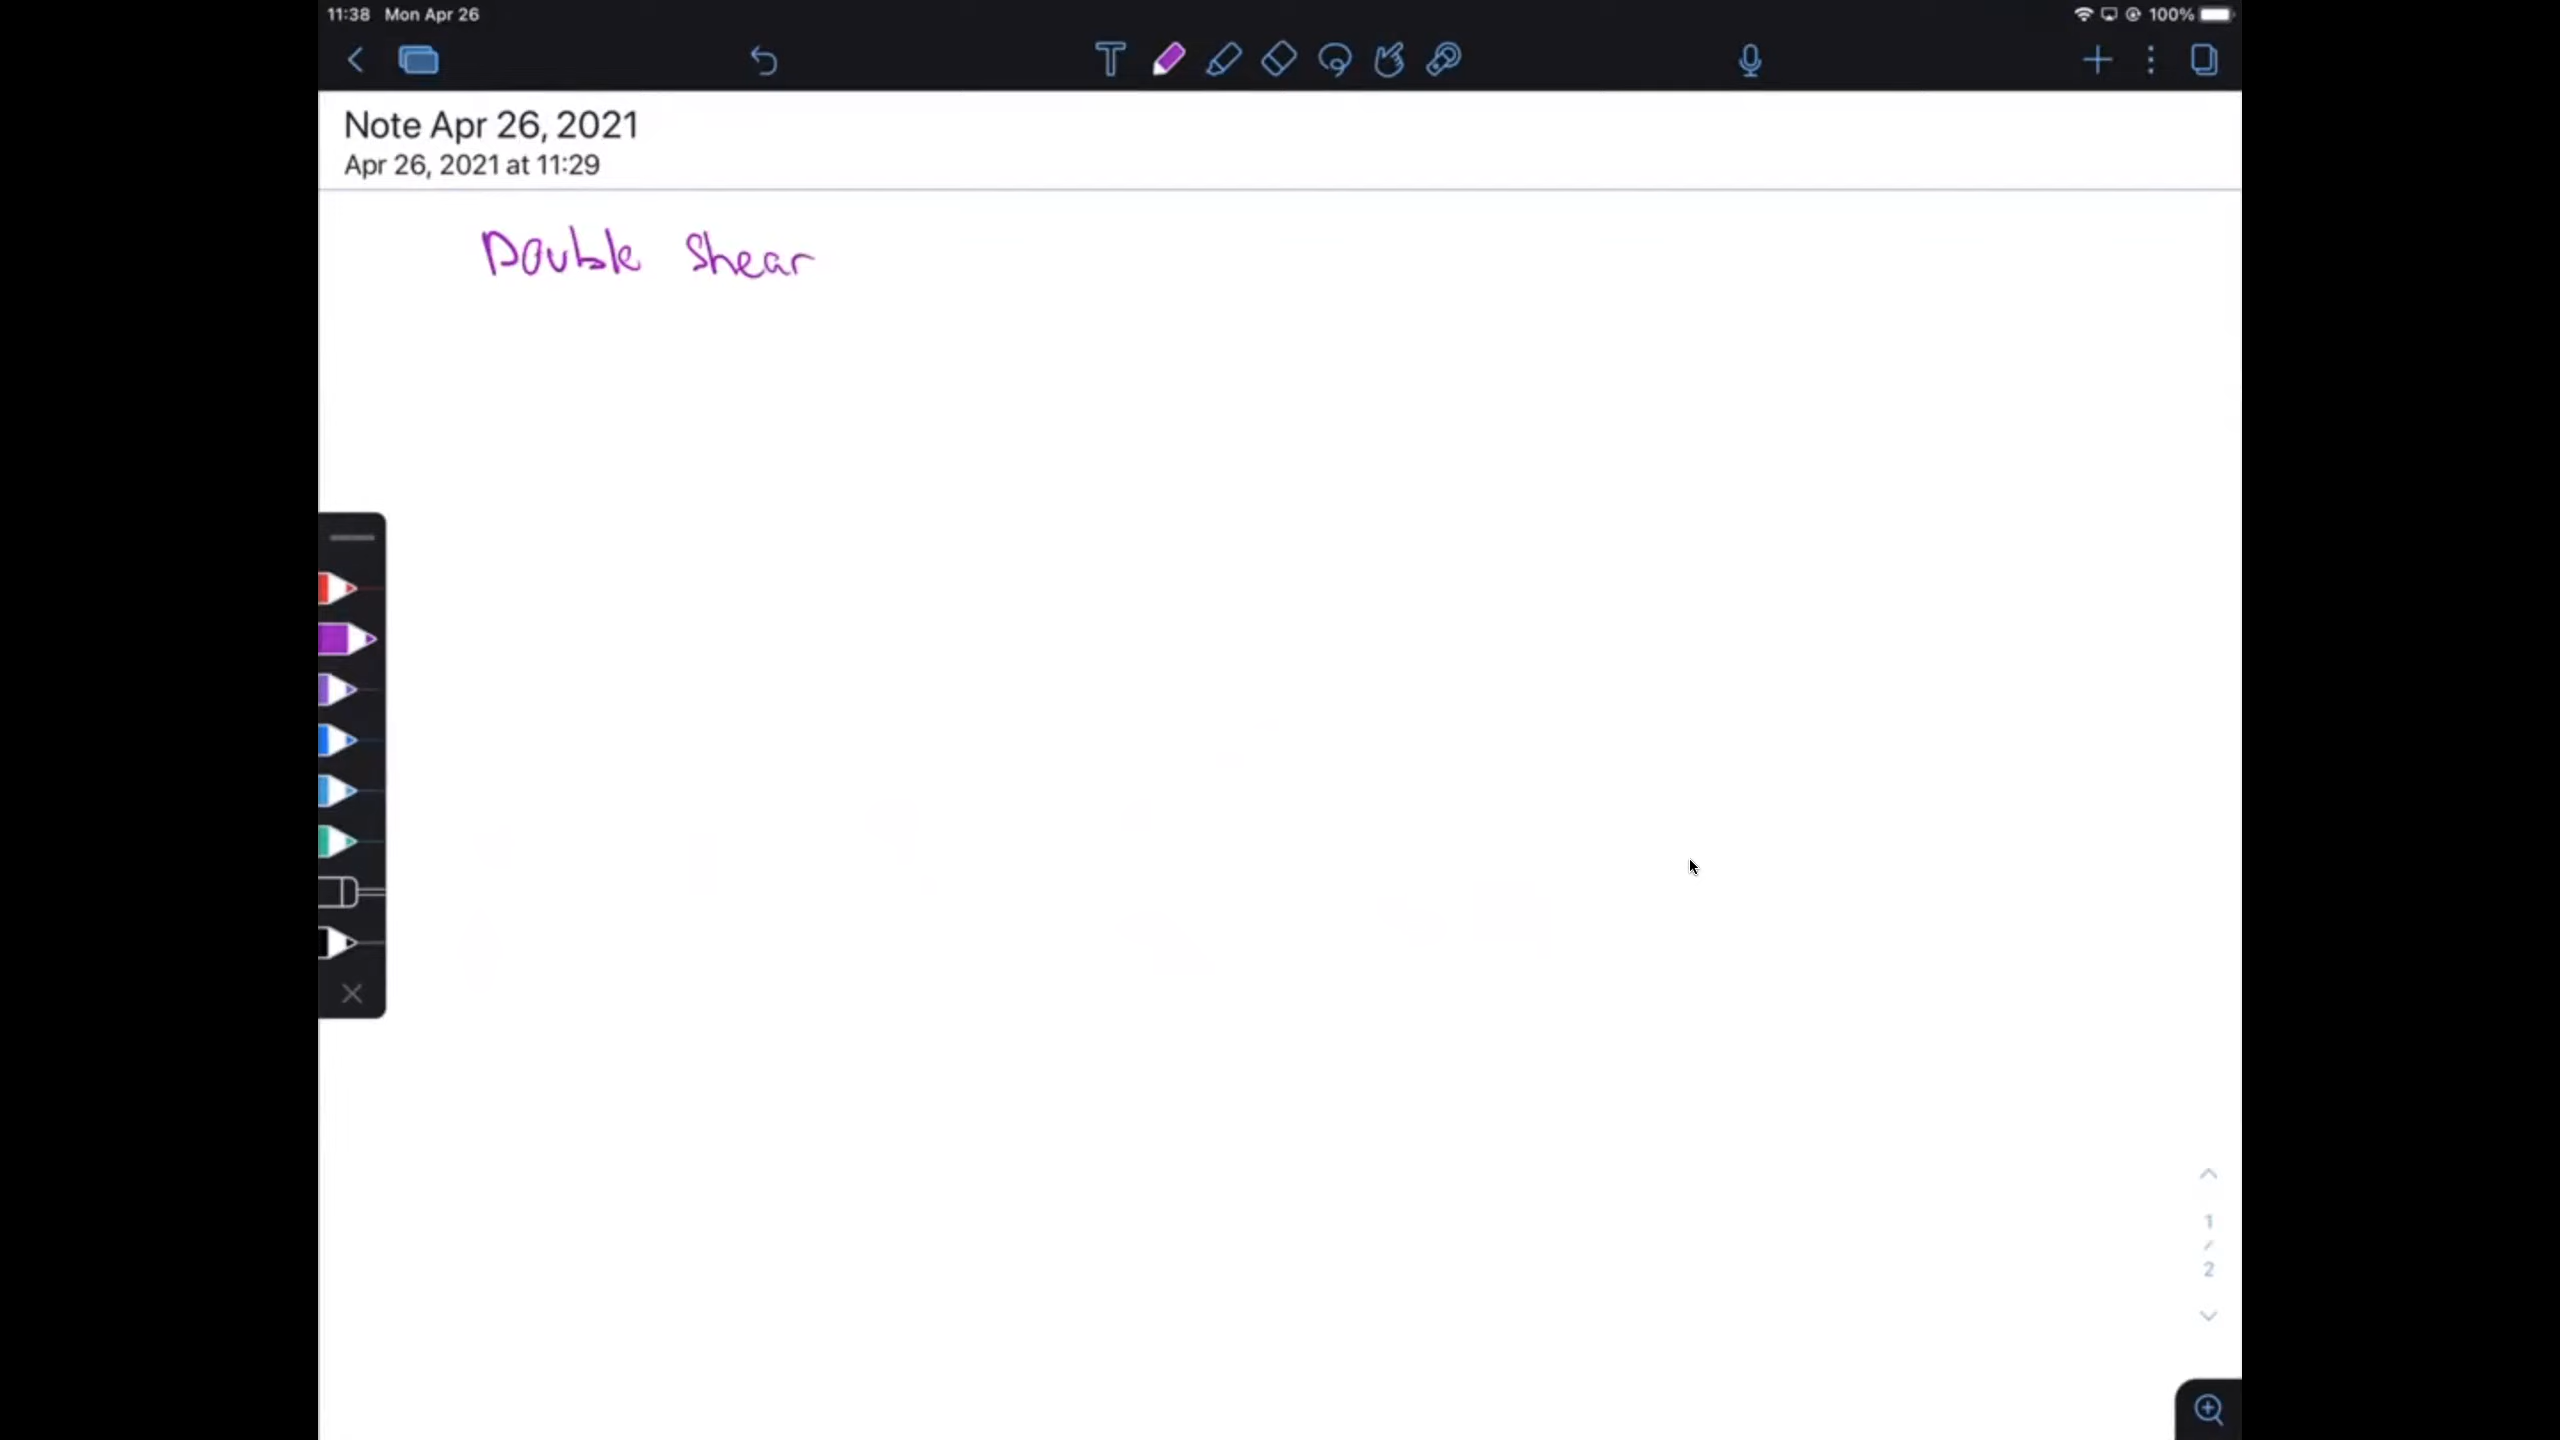 11:38 Mon Apr 26 100%
T
Note Apr 26, 2021
Apr 26, 2021 at 11:29
Double Shear
1
/
2